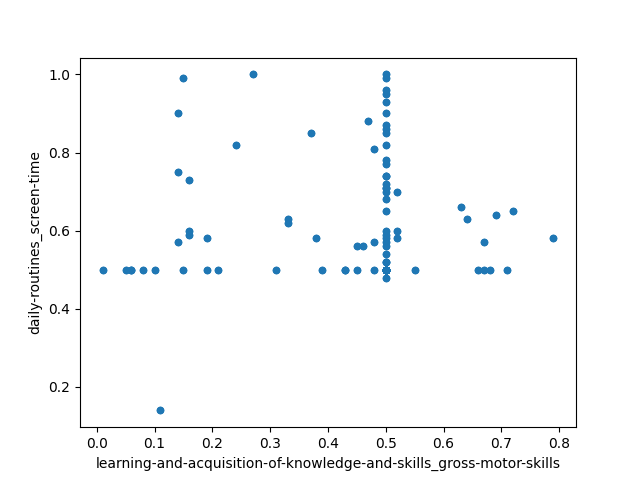 1.0
0.8
0.6
0.4
0.2
daily-routines_screen-time
0.0 0.1 0.2 0.3 0.4 0.5 0.6 0.7 0.8
learning-and-acquisition-of-knowledge-and-skills_gross-motor-skills